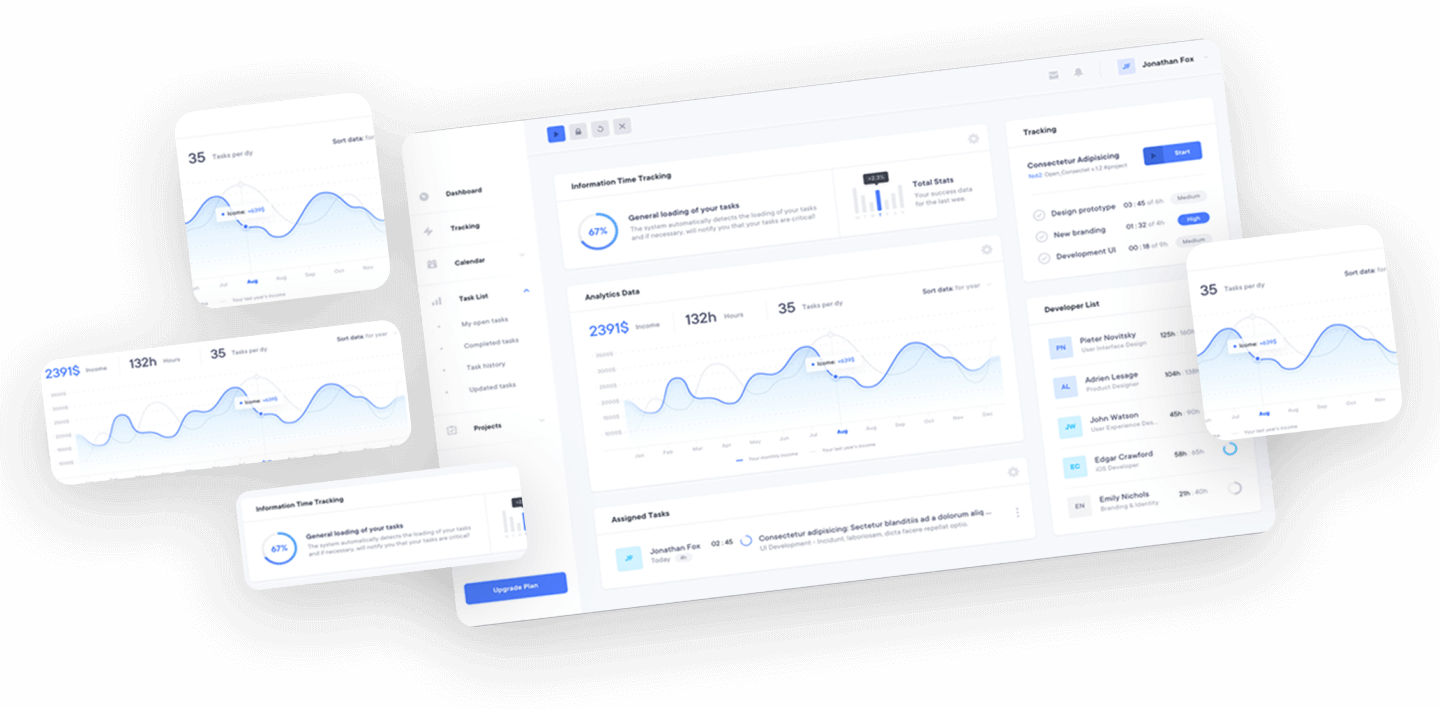 35 Tasks per dy
Sort data: for
Icome: +639$
Jul Aug Aug Sep Oct Nov
Your last year's income
2391$ Income 132h Hours 35 Tasks per dy
Sort data: for year
Icome: +639$
Information Time Tracking
67%
General loading of your tasks
The system automatically detects the loading of your tasks
and if necessary, will notify you that your tasks are critical!
Dashboard
Tracking
Calendar
Task List
My open tasks
Completed tasks
Task history
Updated tasks
Projects
Upgrade Plan
JF Jonathan Fox
Information Time Tracking
67%
General loading of your tasks
The system automatically detects the loading of your tasks
and if necessary, will notify you that your tasks are critical!
+2,3%
Total Stats
Your success data
for the last wee.
Analytics Data
2391$ Income 132h Hours 35 Tasks per dy
Sort data: for year
Icome: +639$
Jan Feb Mar Apr May Jun Jul Aug Aug Sep Oct Nov Dec
Your monthly income Your last year's income
Assigned Tasks
JF
Jonathan Fox
Today 4h
02 : 45
Consectetur adipisicing: Sectetur blanditiis ad a dolorum aliq ...
UI Development - Incidunt, laboriosam, dicta facere repellat optio.
Tracking
Consectetur Adipisicing
Open,Consectet v.1.2 #project
Start
Design prototype 03 : 45 of 6h Medium
New branding 01 : 32 of 4h High
Development UI 00 : 18 of 9h Medium
Developer List
PN Pieter Novitsky 125h
User Interface Design
AL Adrien Lesage 104h
Product Designer
JW John Watson 45h : 90h
User Experience Des...
EC Edgar Crawford 58h : 65h
iOS Developer
EN Emily Nichols 21h : 40h
Branding & Identity
35 Tasks per dy
Sort data: for
Icome: +639$
Jul Aug Aug Sep Oct Nov
Your last year's income